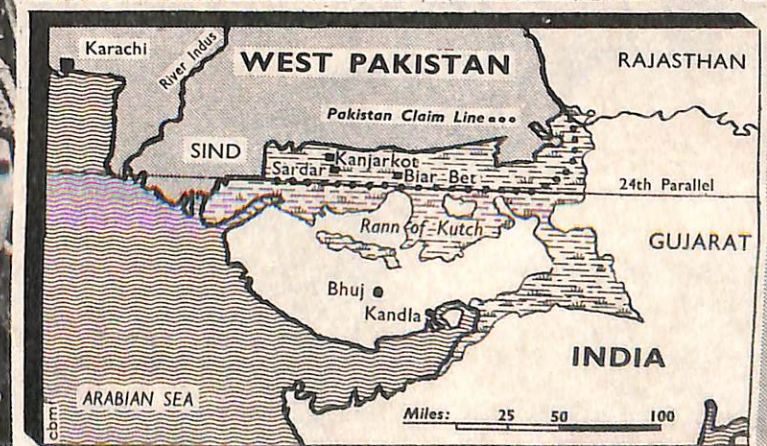 Karachi
River Indus
WEST PAKISTAN
RAJASTHAN
Pakistan Claim Line
SIND
Kanjarkot
Sardar
Biar-Bet
24th Parallel
Rann-of-Kutch
GUJARAT
Bhuj
Kandla
INDIA
ARABIAN SEA
Miles: 25 50 100
cbm